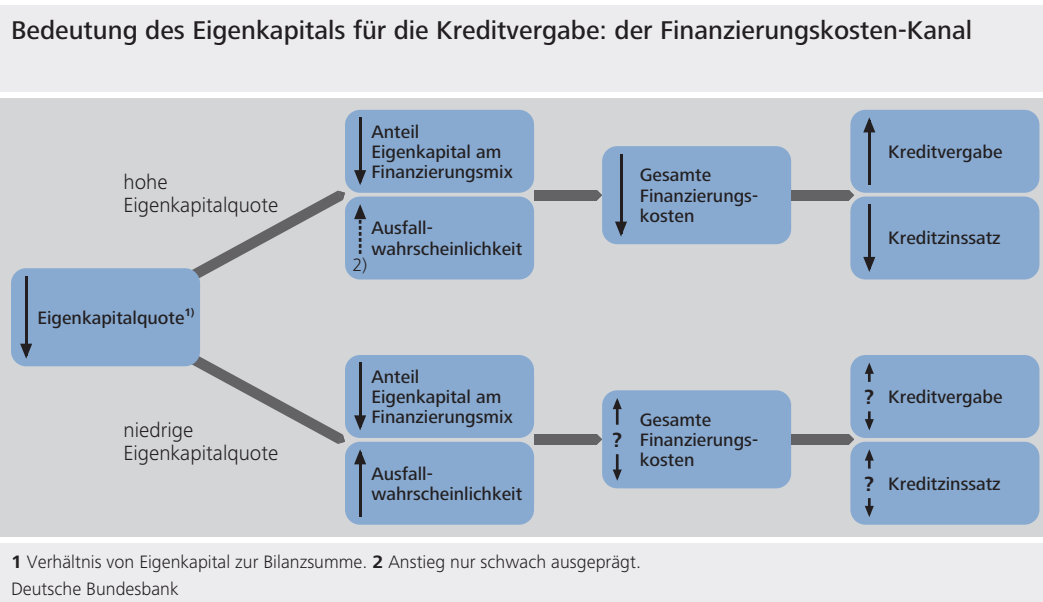 Bedeutung des Eigenkapitals für die Kreditvergabe: der Finanzierungskosten-Kanal
hohe
Eigenkapitalquote
Anteil
Eigenkapital am
Finanzierungsmix
2)
Ausfall-
wahrscheinlichkeit
Gesamte
Finanzierungs-
kosten
Kreditvergabe
Kreditzinssatz
Eigenkapitalquote1)
niedrige
Eigenkapitalquote
Anteil
Eigenkapital am
Finanzierungsmix
Ausfall-
wahrscheinlichkeit
?
Gesamte
Finanzierungs-
kosten
?
Kreditvergabe
?
Kreditzinssatz
1 Verhältnis von Eigenkapital zur Bilanzsumme. 2 Anstieg nur schwach ausgeprägt.
Deutsche Bundesbank